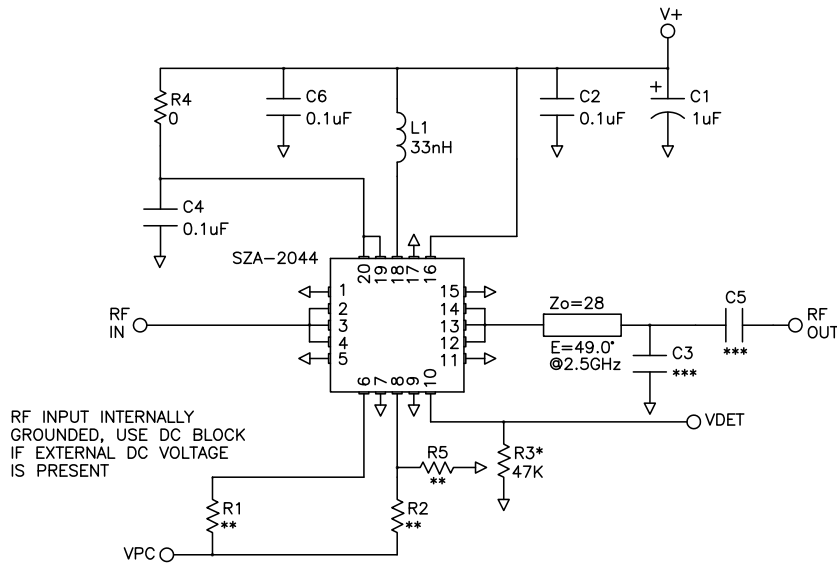 V+
R4
0
C6
0.1uF
L1
33nH
C2
0.1uF
+
C1
1uF
C4
0.1uF
SZA-2044
20
19
18
17
16
1
2
3
4
5
15
14
13
12
11
6
7
8
9
10
RF
IN
Zo=28
E=49.0°
@2.5GHz
C3
***
C5
***
RF
OUT
VDET
RF INPUT INTERNALLY
GROUNDED, USE DC BLOCK
IF EXTERNAL DC VOLTAGE
IS PRESENT
R5
**
R3*
47K
R1
**
R2
**
VPC